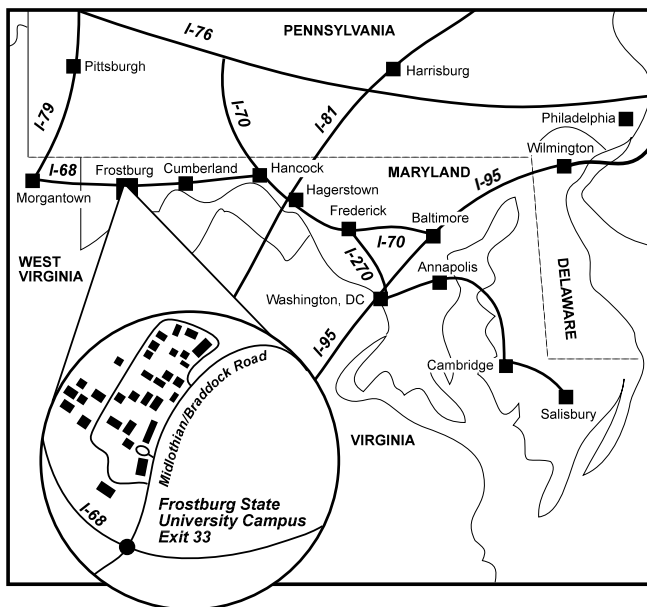 I-76
PENNSYLVANIA
Pittsburgh
Harrisburg
I-79
I-70
I-81
Philadelphia
Wilmington
I-68
Frostburg
Cumberland
Hancock
MARYLAND
I-95
Morgantown
Hagerstown
Frederick
Baltimore
I-70
WEST
VIRGINIA
I-270
Annapolis
DELAWARE
Washington, DC
I-95
Cambridge
Salisbury
VIRGINIA
Midlothian/Braddock Road
I-68
Frostburg State
University Campus
Exit 33